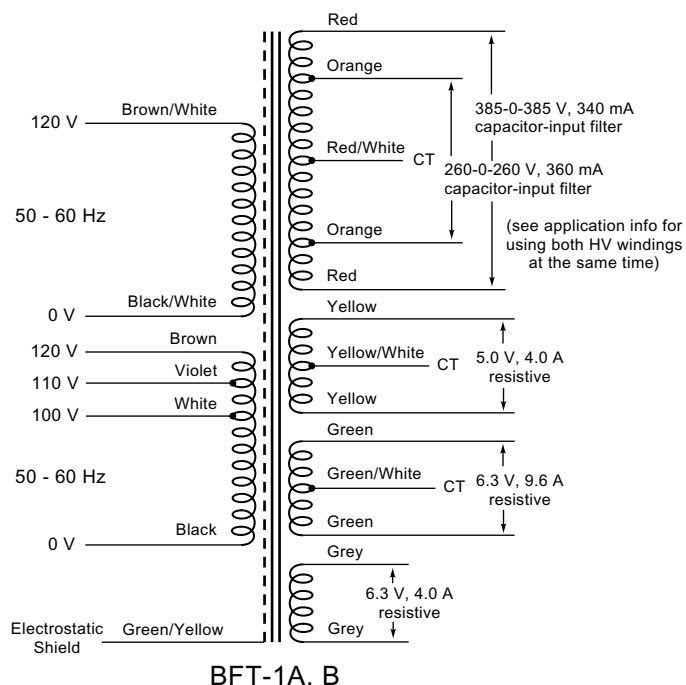 Red
Orange
385-0-385 V, 340 mA
capacitor-input filter
Brown/White
120 V
Red/White
CT
260-0-260 V, 360 mA
capacitor-input filter
50 - 60 Hz
Orange
(see application info for
using both HV windings
at the same time)
Red
Black/White
0 V
Yellow
Brown
120 V
Violet
110 V
Yellow/White
CT
5.0 V, 4.0 A
resistive
White
100 V
Yellow
Green
50 - 60 Hz
Green/White
CT
6.3 V, 9.6 A
resistive
Black
Green
0 V
Grey
6.3 V, 4.0 A
resistive
Electrostatic
Shield
Green/Yellow
Grey
BFT-1A, B